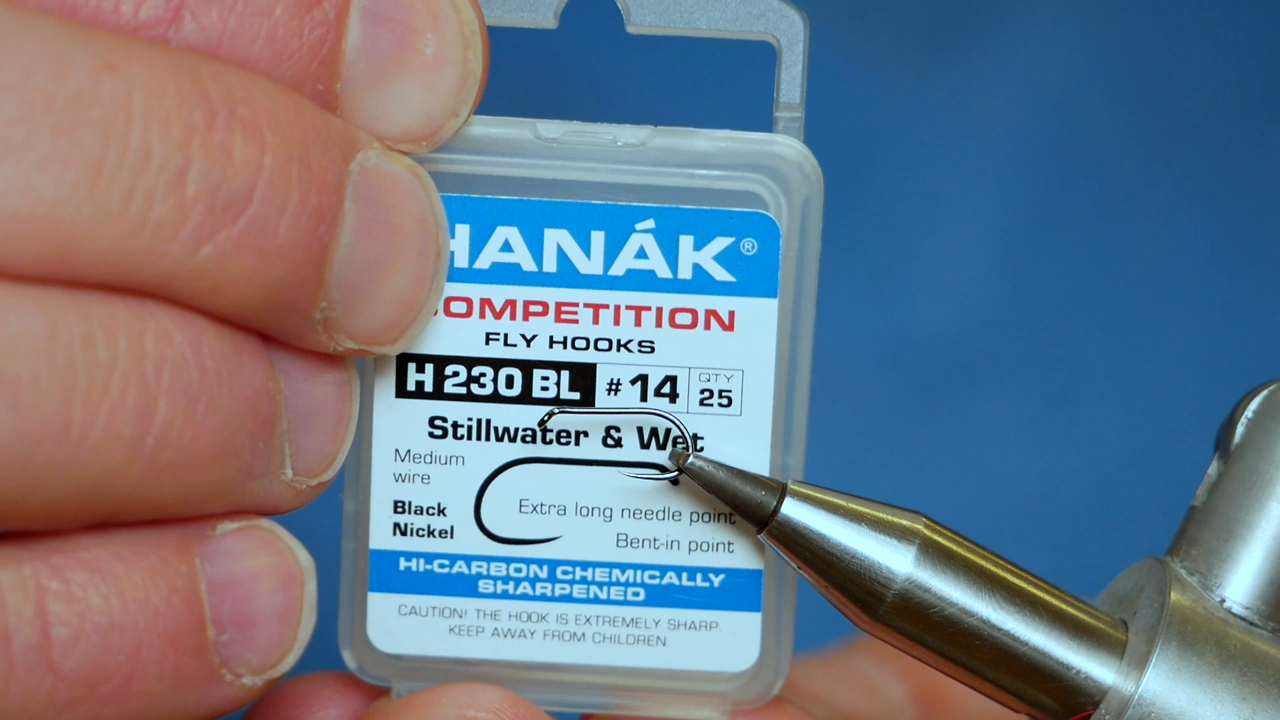 HANÁK®
COMPETITION
FLY HOOKS
H 230 BL #14 QTY 25
Stillwater & Wet
Medium
wire
Black
Nickel
Extra long needle point
Bent-in point
HI-CARBON CHEMICALLY
SHARPENED
CAUTION! THE HOOK IS EXTREMELY SHARP.
KEEP AWAY FROM CHILDREN.